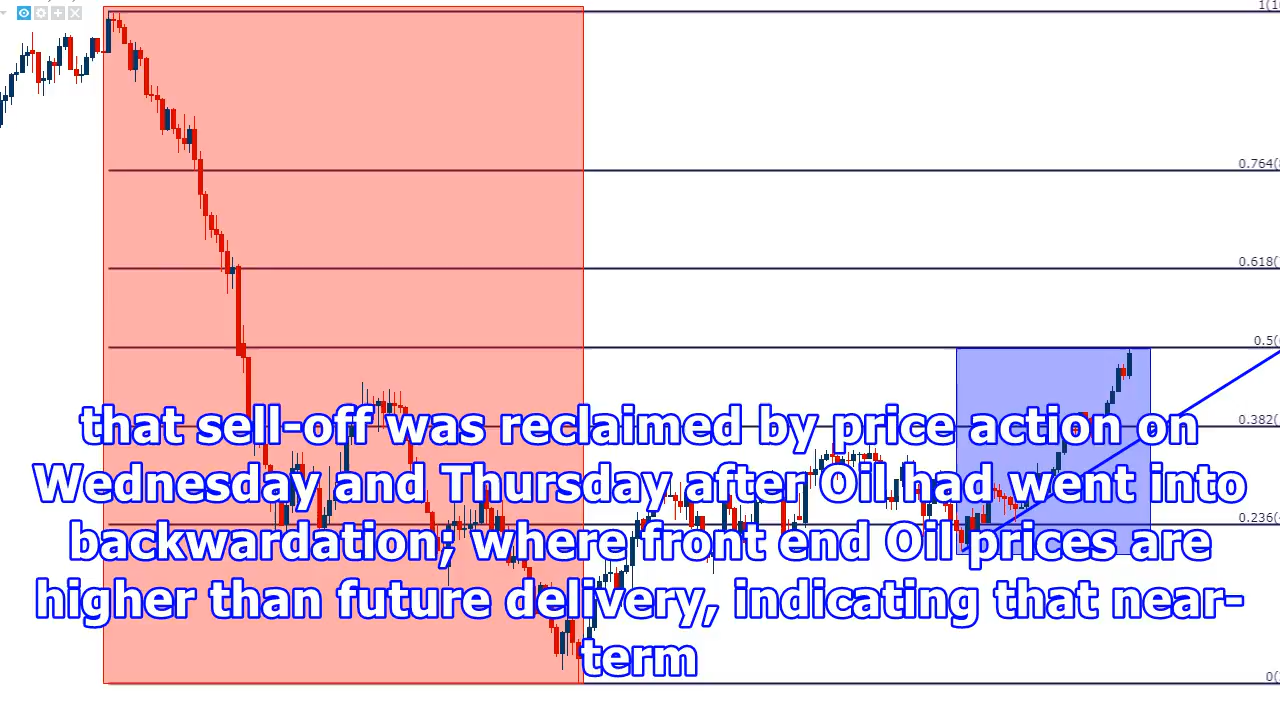 1(1
0.764(
0.618(
0.5(
0.382(
0.236(
0(
that sell-off was reclaimed by price action on
Wednesday and Thursday after Oil had went into
backwardation; where front end Oil prices are
higher than future delivery, indicating that near-
term